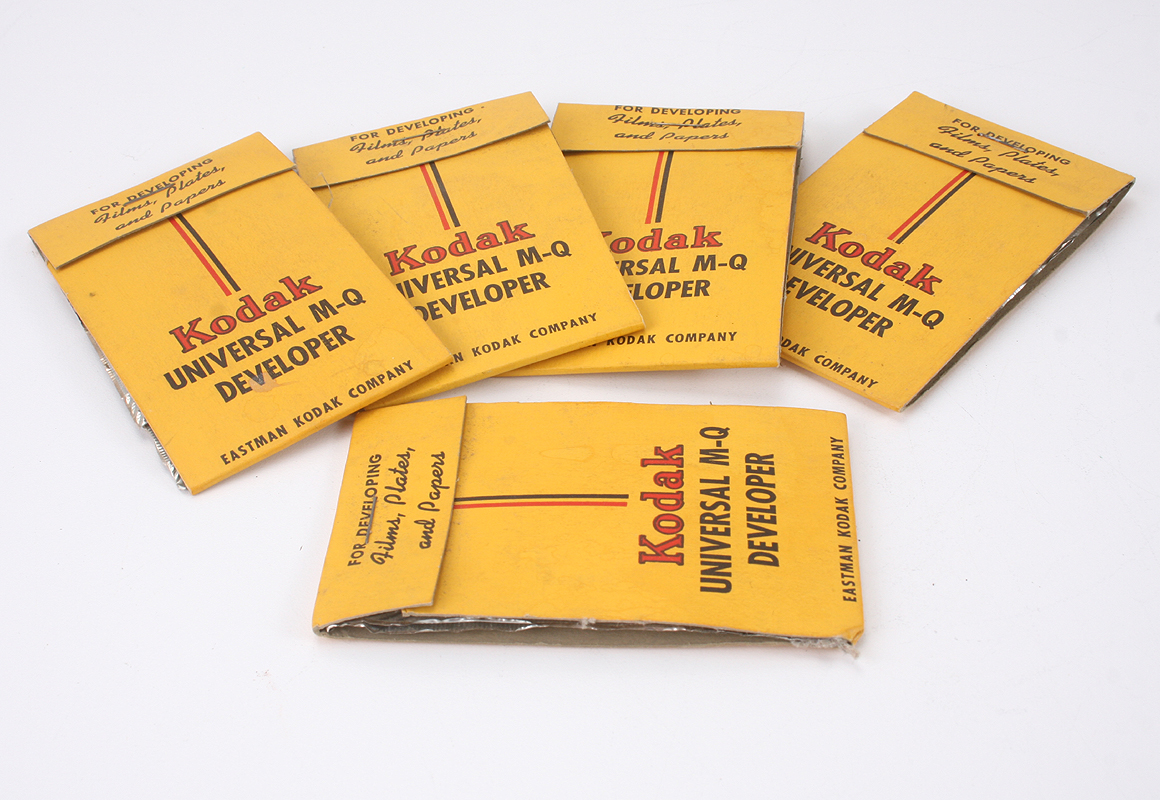 FOR DEVELOPING
Films, Plates,
and Papers
Kodak
UNIVERSAL M-Q
DEVELOPER
EASTMAN KODAK COMPANY
FOR DEVELOPING
Films, Plates,
and Papers
Kodak
UNIVERSAL M-Q
DEVELOPER
KODAK COMPANY
FOR DEVELOPING
Films, Plates,
and Papers
Kodak
M-Q
KODAK COMPANY
FOR DEVELOPING
Films, Plates,
and Papers
Kodak
UNIVERSAL M-Q
DEVELOPER
KODAK COMPANY
FOR DEVELOPING
Films, Plates,
and Papers
Kodak
UNIVERSAL M-Q
DEVELOPER
EASTMAN KODAK COMPANY